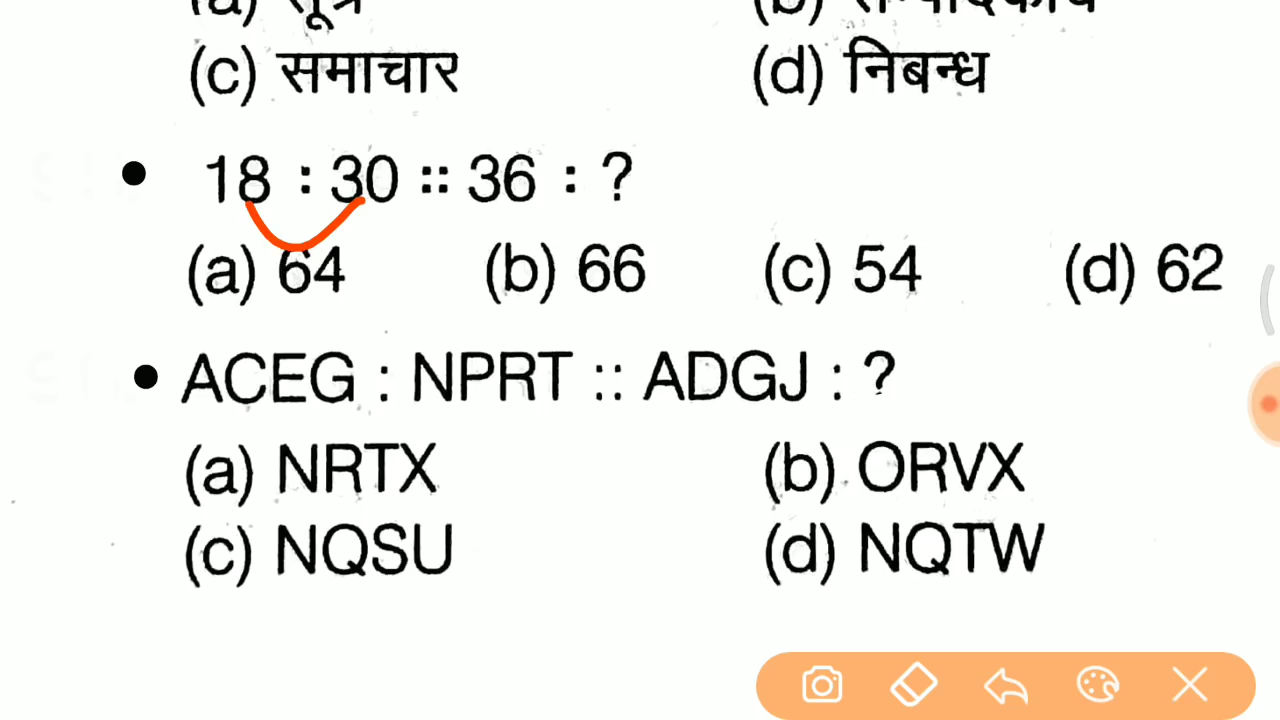 (c) समाचार (d) निबन्ध
• 18 : 30 :: 36 : ?
(a) 64 (b) 66 (c) 54 (d) 62
• ACEG : NPRT :: ADGJ : ?
(a) NRTX (b) ORVX
(c) NQSU (d) NQTW